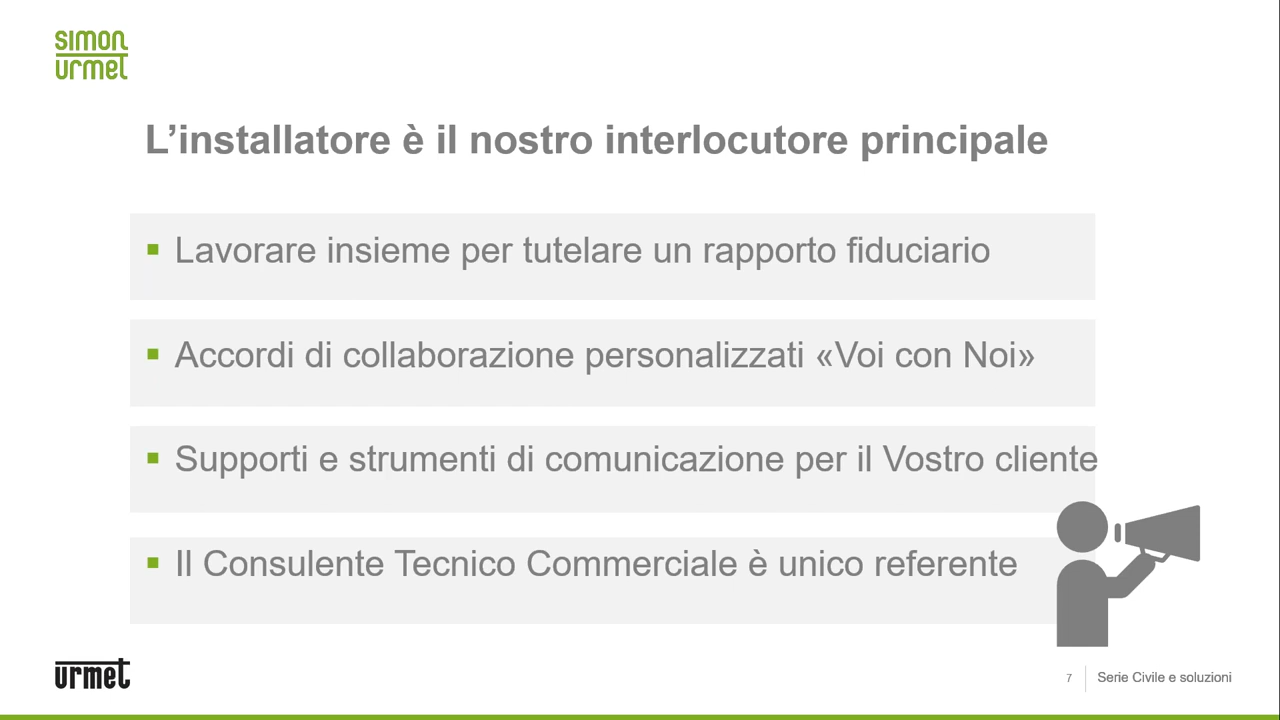 simon
urmet
L’installatore è il nostro interlocutore principale
Lavorare insieme per tutelare un rapporto fiduciario
Accordi di collaborazione personalizzati «Voi con Noi»
Supporti e strumenti di comunicazione per il Vostro cliente
Il Consulente Tecnico Commerciale è unico referente
urmet
7
Serie Civile e soluzioni